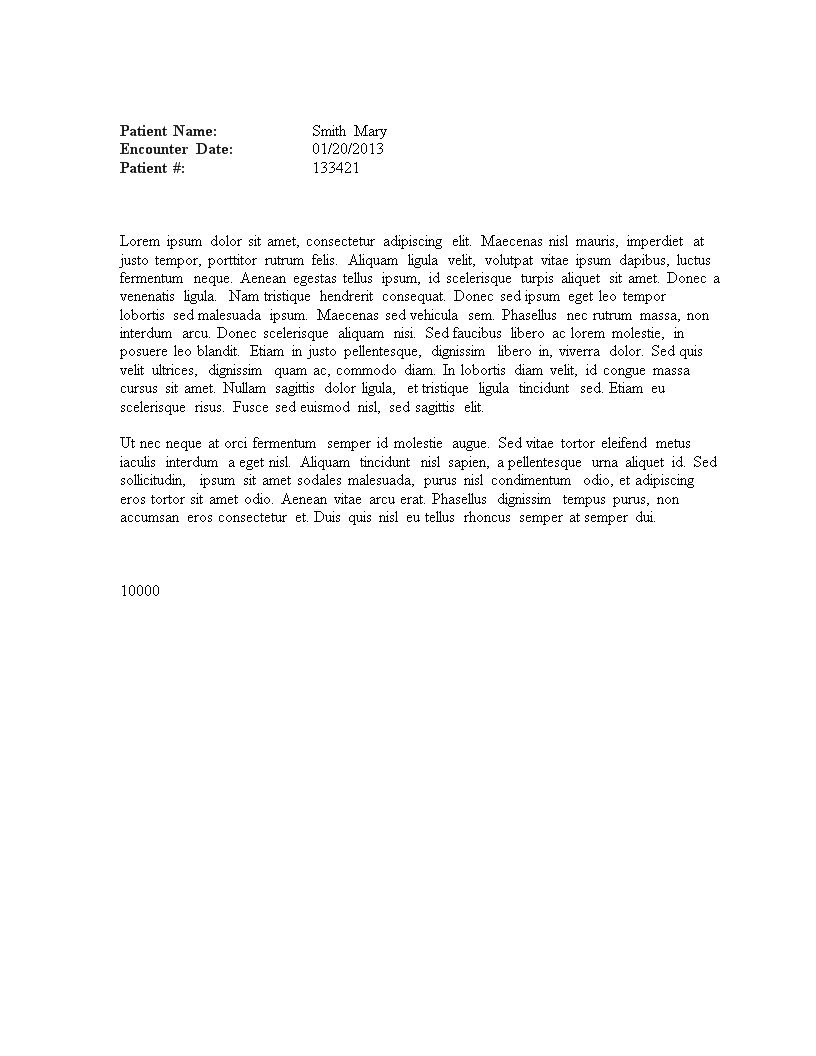 Patient Name: Smith Mary
Encounter Date: 01/20/2013
Patient #: 133421
Lorem ipsum dolor sit amet, consectetur adipiscing elit. Maecenas nisl mauris, imperdiet at
justo tempor, porttitor rutrum felis. Aliquam ligula velit, volutpat vitae ipsum dapibus, luctus
fermentum neque. Aenean egestas tellus ipsum, id scelerisque turpis aliquet sit amet. Donec a
venenatis ligula. Nam tristique hendrerit consequat. Donec sed ipsum eget leo tempor
lobortis sed malesuada ipsum. Maecenas sed vehicula sem. Phasellus nec rutrum massa, non
interdum arcu. Donec scelerisque aliquam nisi. Sed faucibus libero ac lorem molestie, in
posuere leo blandit. Etiam in justo pellentesque, dignissim libero in, viverra dolor. Sed quis
velit ultrices, dignissim quam ac, commodo diam. In lobortis diam velit, id congue massa
cursus sit amet. Nullam sagittis dolor ligula, et tristique ligula tincidunt sed. Etiam eu
scelerisque risus. Fusce sed euismod nisl, sed sagittis elit.
Ut nec neque at orci fermentum semper id molestie augue. Sed vitae tortor eleifend metus
iaculis interdum a eget nisl. Aliquam tincidunt nisl sapien, a pellentesque urna aliquet id. Sed
sollicitudin, ipsum sit amet sodales malesuada, purus nisl condimentum odio, et adipiscing
eros tortor sit amet odio. Aenean vitae arcu erat. Phasellus dignissim tempus purus, non
accumsan eros consectetur et. Duis quis nisl eu tellus rhoncus semper at semper dui.
10000